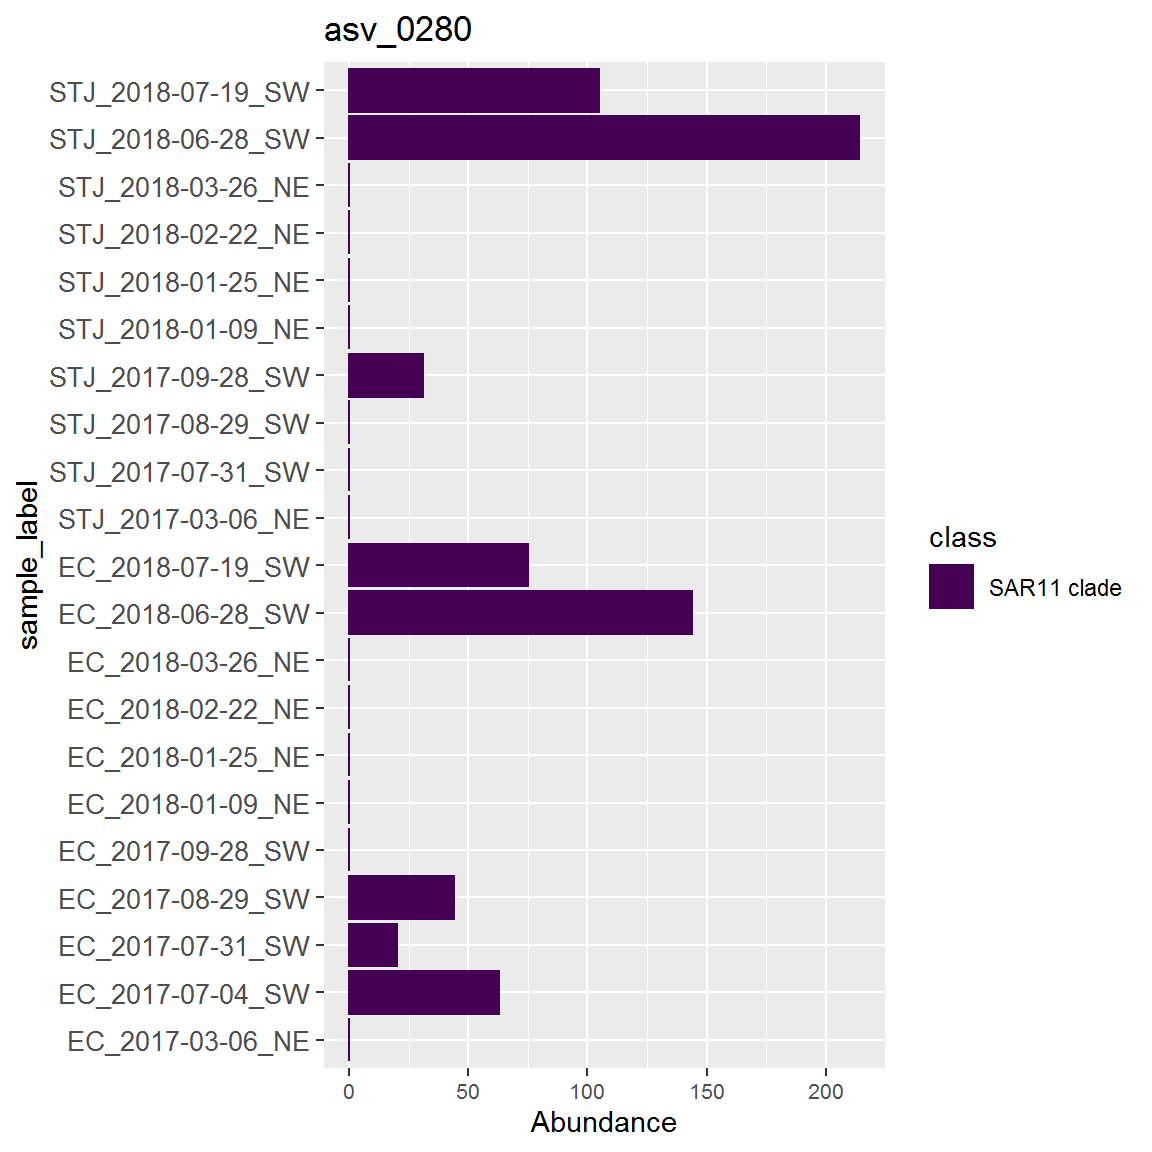 asv_0280
STJ_2018-07-19_SW
STJ_2018-06-28_SW
STJ_2018-03-26_NE
STJ_2018-02-22_NE
STJ_2018-01-25_NE
STJ_2018-01-09_NE
STJ_2017-09-28_SW
STJ_2017-08-29_SW
STJ_2017-07-31_SW
STJ_2017-03-06_NE
EC_2018-07-19_SW
EC_2018-06-28_SW
EC_2018-03-26_NE
EC_2018-02-22_NE
EC_2018-01-25_NE
EC_2018-01-09_NE
EC_2017-09-28_SW
EC_2017-08-29_SW
EC_2017-07-31_SW
EC_2017-07-04_SW
EC_2017-03-06_NE
sample_label
0 50 100 150 200
Abundance
class
SAR11 clade